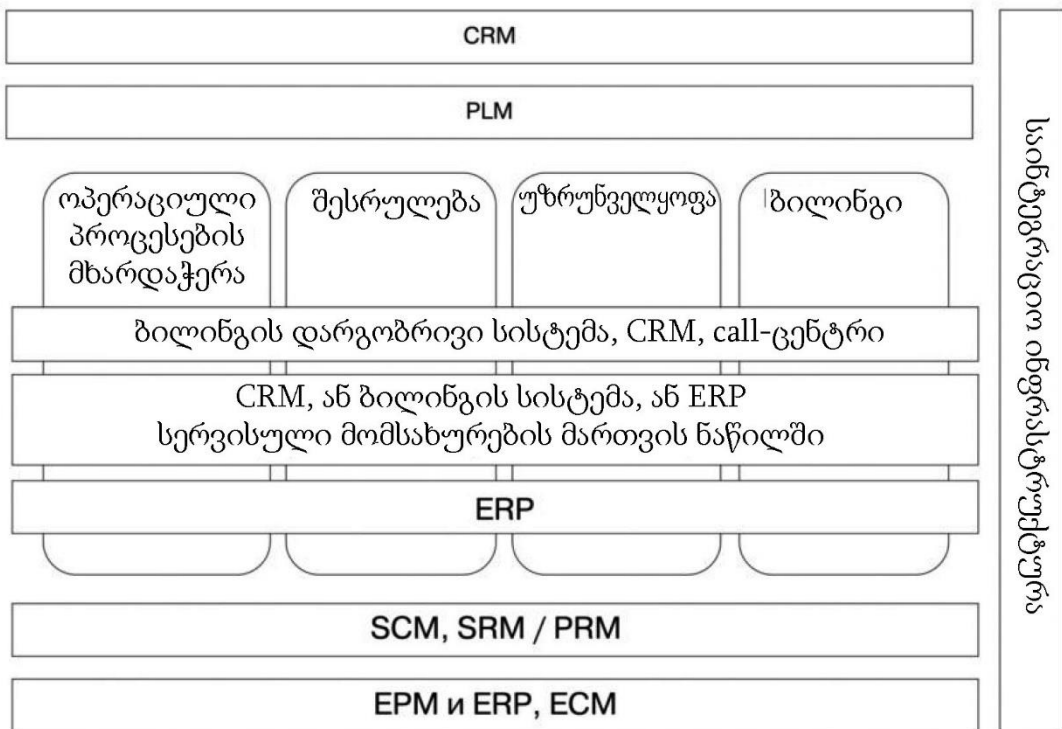 CRM
PLM
ოპერაციული
პროცესების
მხარდაჭერა
შესრულება
უზრუნველყოფა
ბილინგი
ბილინგის დარგობრივი სისტემა, CRM, call-ცენტრი
CRM, ან ბილინგის სისტემა, ან ERP
სერვისული მომსახურების მართვის ნაწილში
ERP
SCM, SRM / PRM
EPM и ERP, ECM
საინტეგრაციო ინფრასტრუქტურა